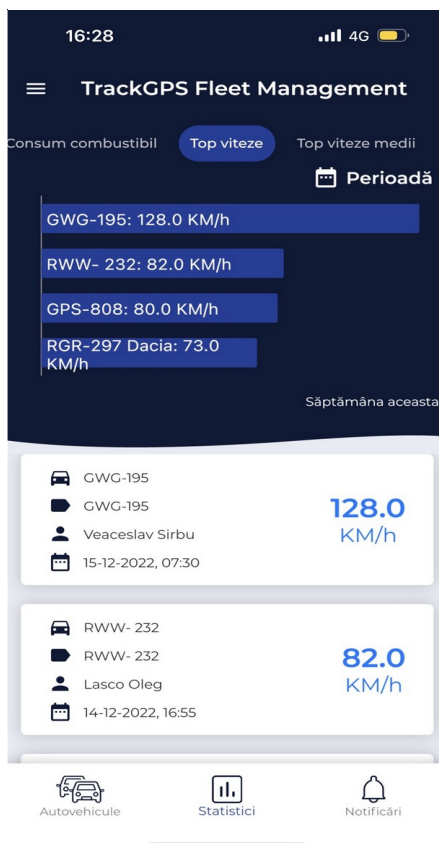 16:28
4G
TrackGPS Fleet Management
Consum combustibil
Top viteze
Top viteze medii
Perioadă
GWG-195: 128.0 KM/h
RWW- 232: 82.0 KM/h
GPS-808: 80.0 KM/h
RGR-297 Dacia: 73.0
KM/h
Săptămâna aceasta
GWG-195
GWG-195
Veaceslav Sirbu
15-12-2022, 07:30
128.0
KM/h
RWW- 232
RWW- 232
Lasco Oleg
14-12-2022, 16:55
82.0
KM/h
Autovehicule
Statistici
Notificări